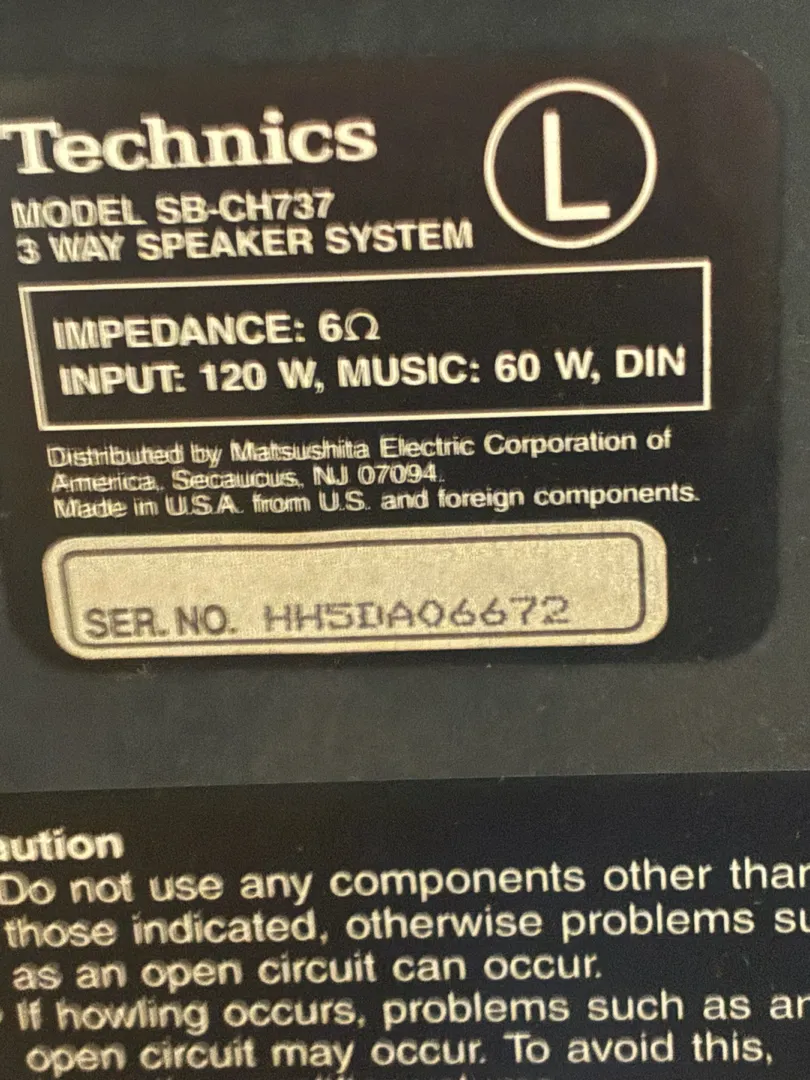 Technics
L
MODEL SB-CH737
3 WAY SPEAKER SYSTEM
IMPEDANCE: 6Ω
INPUT: 120 W, MUSIC: 60 W, DIN
Distributed by Matsushita Electric Corporation of
America, Secaucus, NJ 07094.
Made in U.S.A. from U.S. and foreign components.
SER. NO. HH5DA06672
aution
Do not use any components other than
those indicated, otherwise problems su
as an open circuit can occur.
If howling occurs, problems such as an
open circuit may occur. To avoid this,